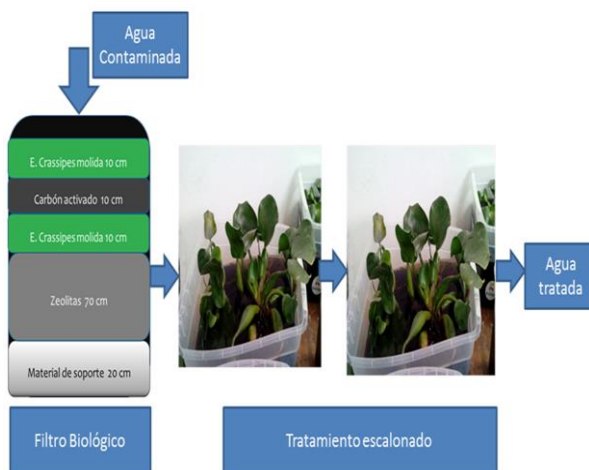 Agua
Contaminada
E. Crassipes molida 10 cm
Carbón activado 10 cm
E. Crassipes molida 10 cm
Zeolitas 70 cm
Material de soporte 20 cm
Agua
tratada
Filtro Biológico
Tratamiento escalonado